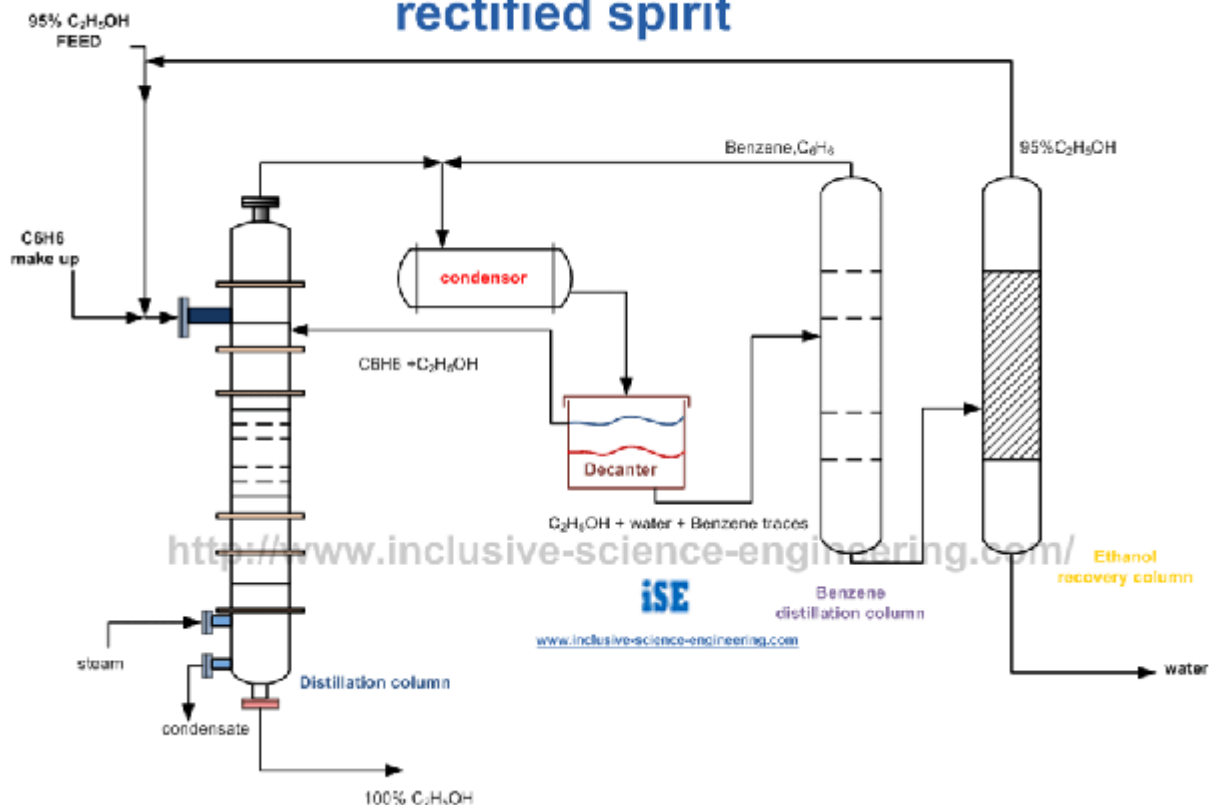 rectified spirit
95% C₂H₅OH
FEED
Benzene,C₆H₆
95%C₂H₅OH
C6H6
make up
condensor
C6H6 +C₂H₅OH
Decanter
C₂H₅OH + water + Benzene traces
http://www.inclusive-science-engineering.com/
Ethanol
recovery column
iSE
Benzene
distillation column
www.inclusive-science-engineering.com
steam
water
Distillation column
condensate
100% C₂H₅OH